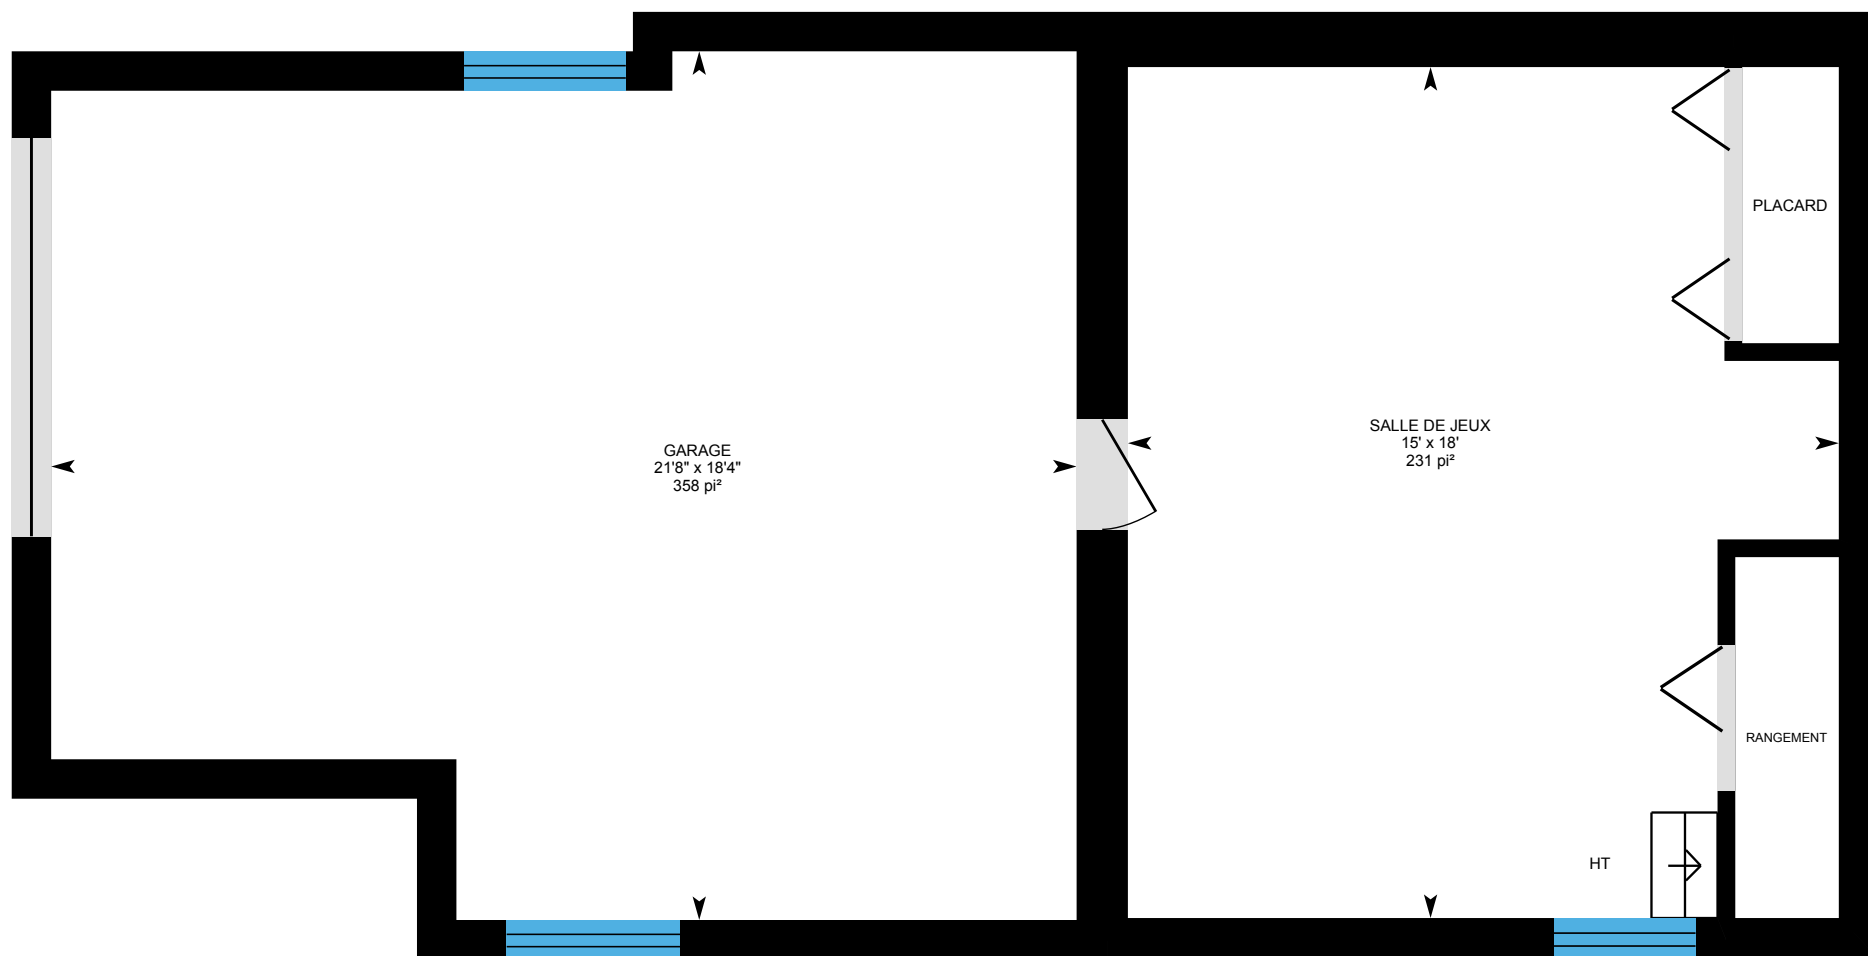 PLACARD
SALLE DE JEUX
15' x 18'
231 pi²
GARAGE
21'8" x 18'4"
358 pi²
RANGEMENT
HT